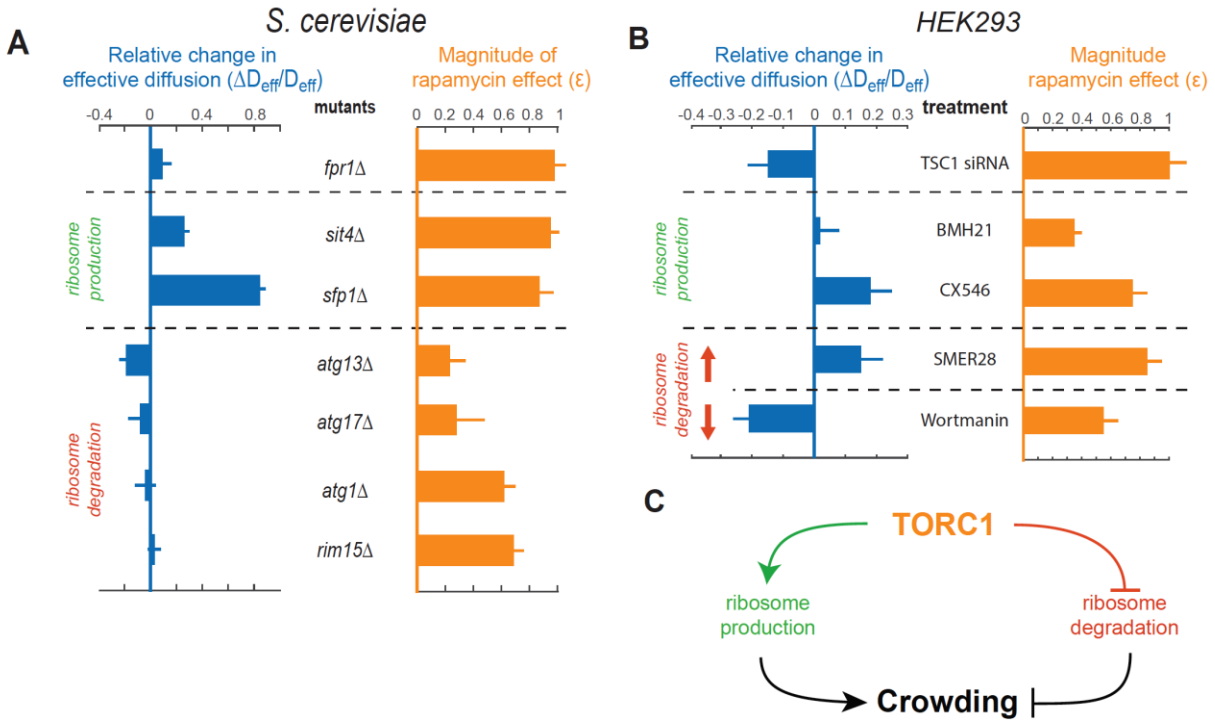 S. cerevisiae
A
Relative change in
effective diffusion (ΔDeff/Deff)
Magnitude of
rapamycin effect (ε)
mutants
-0.4 0 0.4 0.8
0 0.2 0.4 0.6 0.8 1
fpr1Δ
ribosome
production
sit4Δ
sfp1Δ
ribosome
degradation
atg13Δ
atg17Δ
atg1Δ
rim15Δ
HEK293
B
Relative change in
effective diffusion (ΔDeff/Deff)
Magnitude
rapamycin effect (ε)
treatment
-0.4 -0.3 -0.2 -0.1 0 0.1 0.2 0.3
0 0.2 0.4 0.6 0.8 1
TSC1 siRNA
ribosome
production
BMH21
CX546
ribosome
degradation
SMER28
Wortmanin
C
TORC1
ribosome
production
ribosome
degradation
Crowding